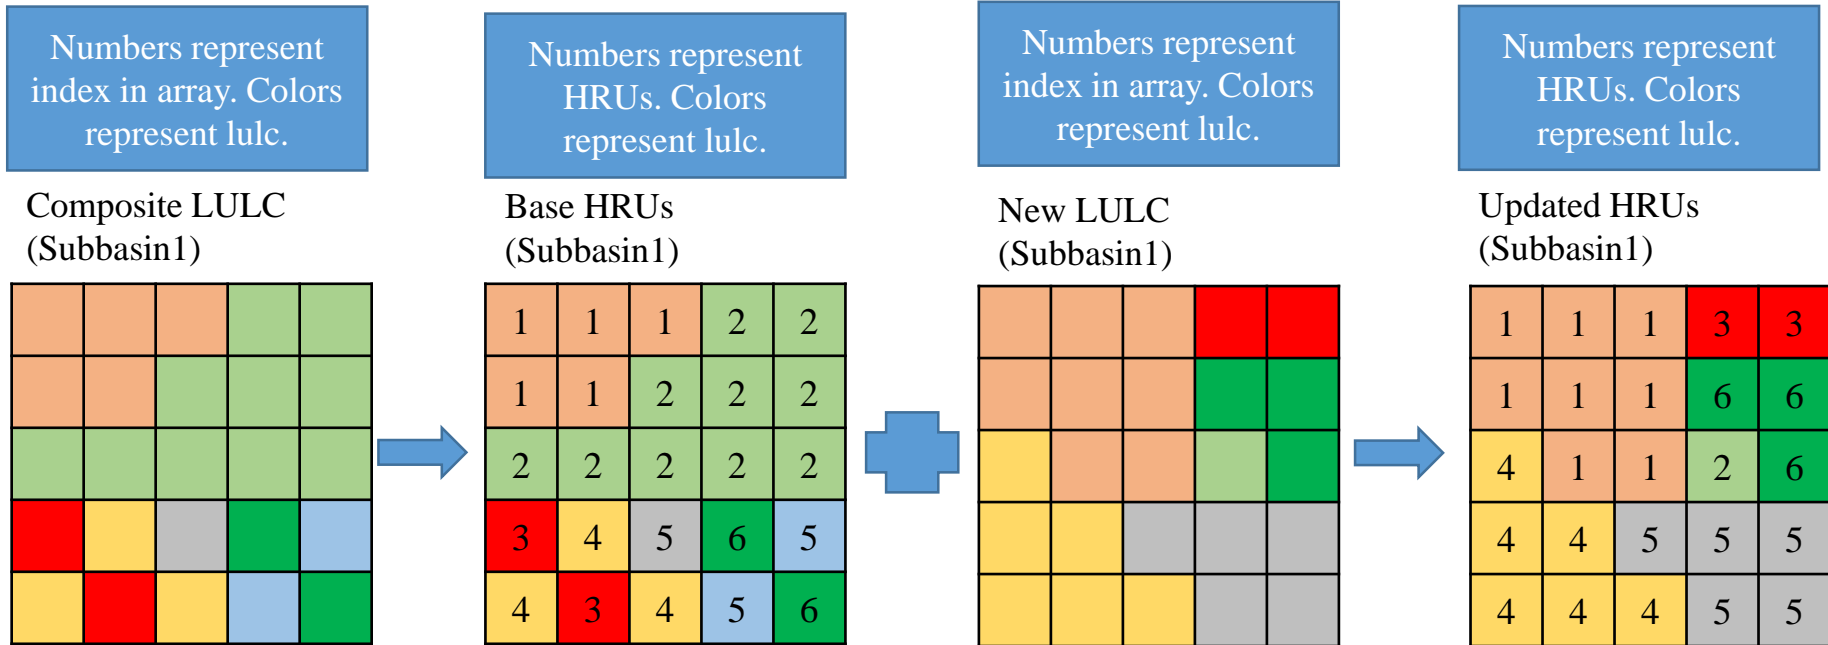 Numbers represent
index in array. Colors
represent lulc.
Numbers represent
HRUs. Colors
represent lulc.
Numbers represent
index in array. Colors
represent lulc.
Numbers represent
HRUs. Colors
represent lulc.
Composite LULC
(Subbasin1)
Base HRUs
(Subbasin1)
New LULC
(Subbasin1)
Updated HRUs
(Subbasin1)
1 1 1 2 2
1 1 2 2 2
2 2 2 2 2
3 4 5 6 5
4 3 4 5 6
1 1 1 3 3
1 1 1 6 6
4 1 1 2 6
4 4 5 5 5
4 4 4 5 5